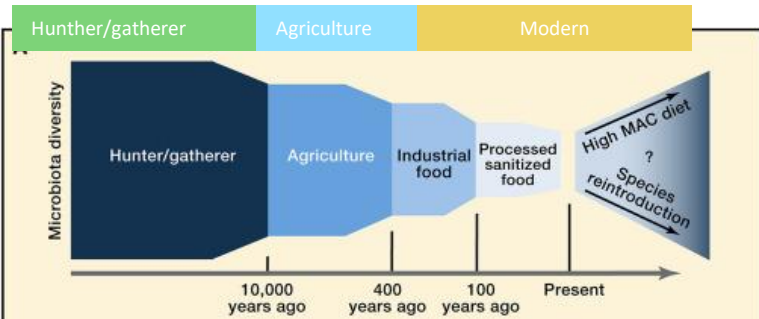 Hunther/gatherer Agriculture Modern
A
Microbiota diversity
Hunter/gatherer
Agriculture
Industrial
food
Processed
sanitized
food
High MAC diet
?
Species
reintroduction
10,000
years ago
400
years ago
100
years ago
Present